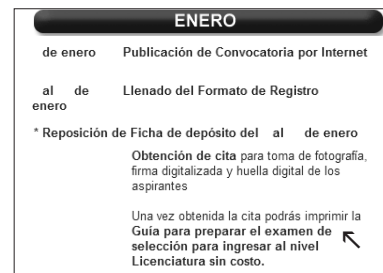 ENERO
de enero Publicación de Convocatoria por Internet
al de enero Llenado del Formato de Registro
* Reposición de Ficha de depósito del al de enero
Obtención de cita para toma de fotografía,
firma digitalizada y huella digital de los
aspirantes
Una vez obtenida la cita podrás imprimir la
Guía para preparar el examen de
selección para ingresar al nivel
Licenciatura sin costo.